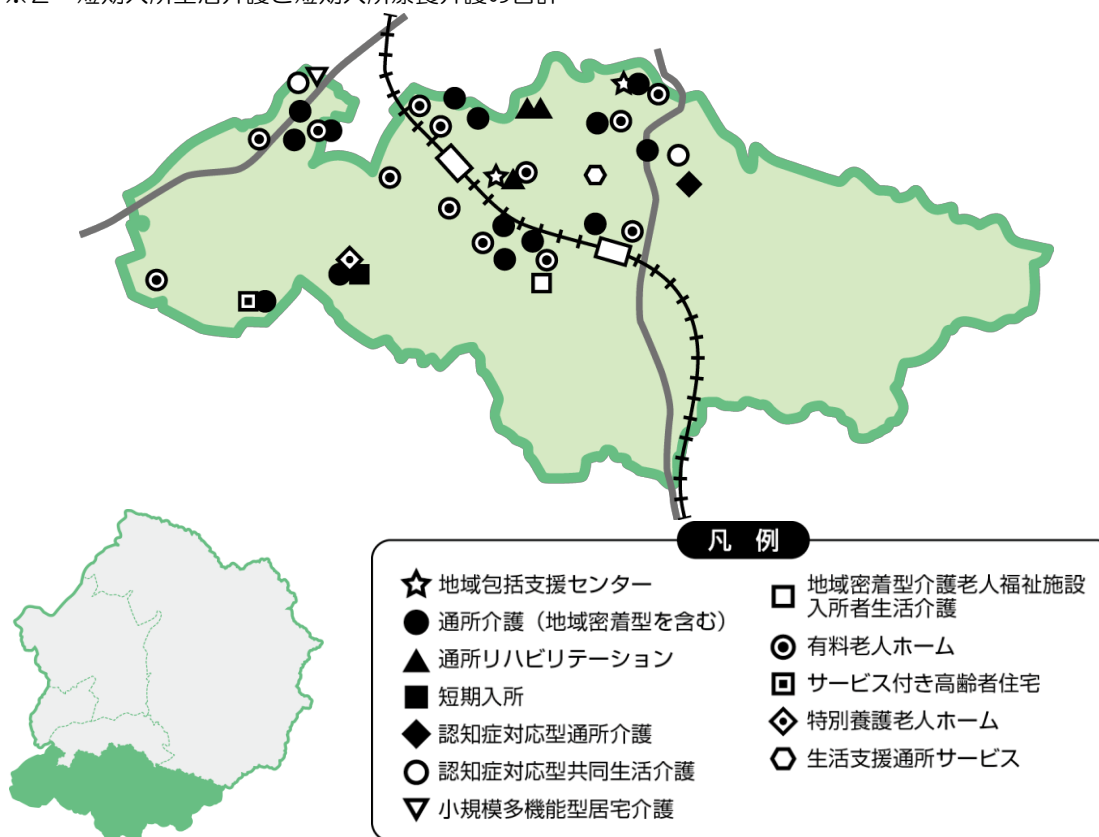 凡 例
地域包括支援センター
通所介護（地域密着型を含む）
通所リハビリテーション
短期入所
認知症対応型通所介護
認知症対応型共同生活介護
小規模多機能型居宅介護
地域密着型介護老人福祉施設
入所者生活介護
有料老人ホーム
サービス付き高齢者住宅
特別養護老人ホーム
生活支援通所サービス